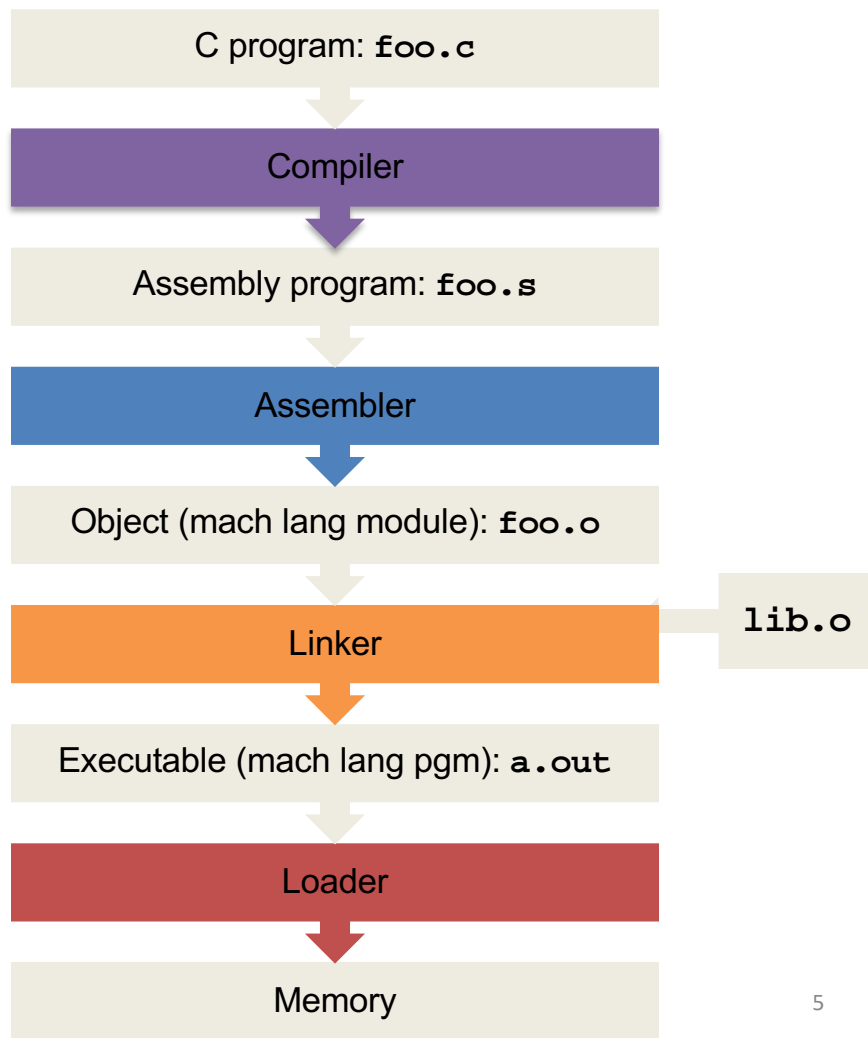 C program: foo.c
Compiler
Assembly program: foo.s
Assembler
Object (mach lang module): foo.o
lib.o
Linker
Executable (mach lang pgm): a.out
Loader
Memory
5